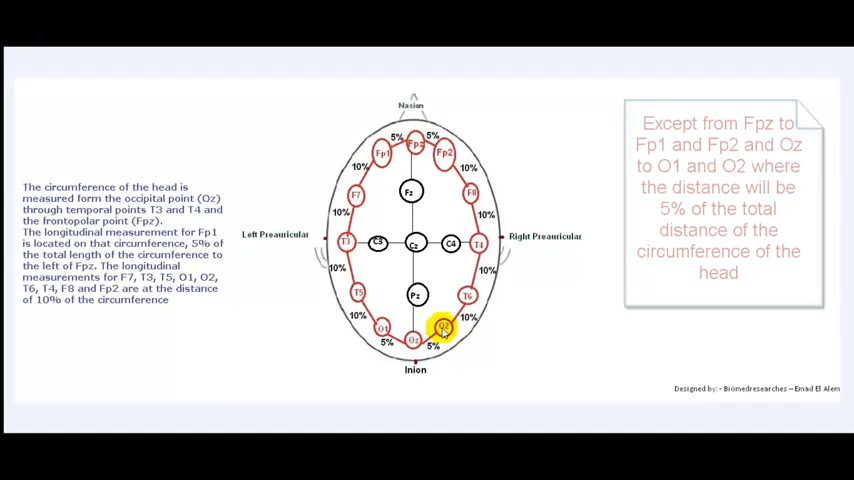 Nasion
5%
5%
Fp1
Fpz
Fp2
10%
10%
F7
Fz
F8
10%
10%
Left Preauricular
T3
C3
Cz
C4
T4
Right Preauricular
10%
10%
T5
Pz
T6
10%
10%
O1
Oz
O2
5%
5%
Inion
The circumference of the head is
measured form the occipital point (Oz)
through temporal points T3 and T4 and
the frontopolar point (Fpz).
The longitudinal measurement for Fp1
is located on that circumference, 5% of
the total length of the circumference to
the left of Fpz. The longitudinal
measurements for F7, T3, T5, O1, O2,
T6, T4, F8 and Fp2 are at the distance
of 10% of the circumference
Except from Fpz to
Fp1 and Fp2 and Oz
to O1 and O2 where
the distance will be
5% of the total
distance of the
circumference of the
head
Designed by:- Biomedresearches – Emad El Alem